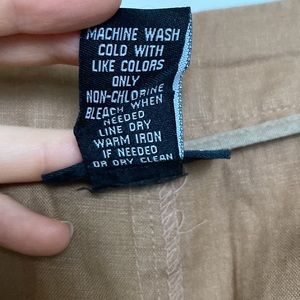 MACHINE WASH
COLD WITH
LIKE COLORS
ONLY
NON-CHLORINE
BLEACH WHEN
NEEDED
LINE DRY
WARM IRON
IF NEEDED
OR DRY CLEAN